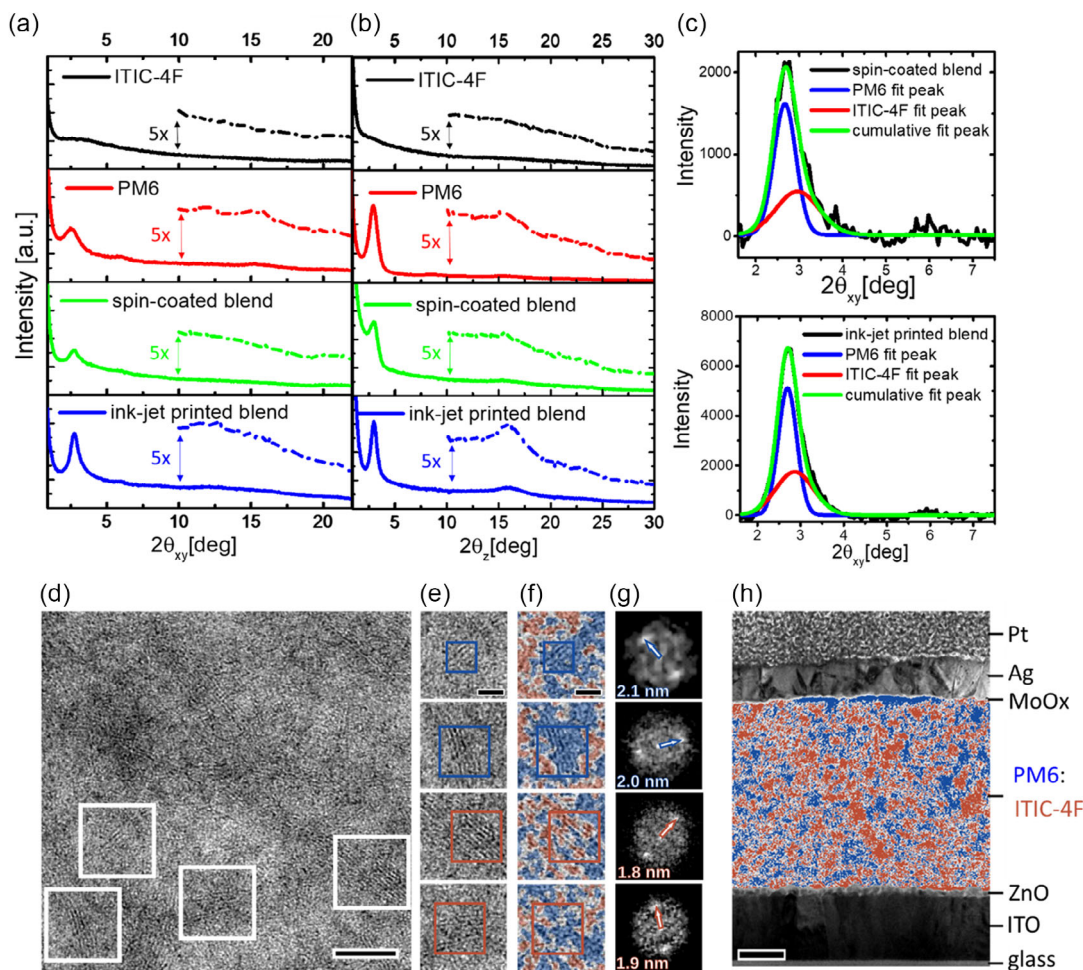 (a)
(b)
(c)
5 10 15 20
5 10 15 20 25 30
ITIC-4F
5x
ITIC-4F
5x
PM6
5x
PM6
5x
spin-coated blend
5x
spin-coated blend
5x
ink-jet printed blend
5x
ink-jet printed blend
5x
Intensity [a.u.]
5 10 15 20
5 10 15 20 25 30
2θxy[deg]
2θz[deg]
2000
1000
0
Intensity
spin-coated blend
PM6 fit peak
ITIC-4F fit peak
cumulative fit peak
2 3 4 5 6 7
2θxy[deg]
8000
6000
4000
2000
0
Intensity
ink-jet printed blend
PM6 fit peak
ITIC-4F fit peak
cumulative fit peak
2 3 4 5 6 7
2θxy[deg]
(d)
(e)
(f)
(g)
(h)
2.1 nm
2.0 nm
1.8 nm
1.9 nm
Pt
Ag
MoOx
PM6:
ITIC-4F
ZnO
ITO
glass